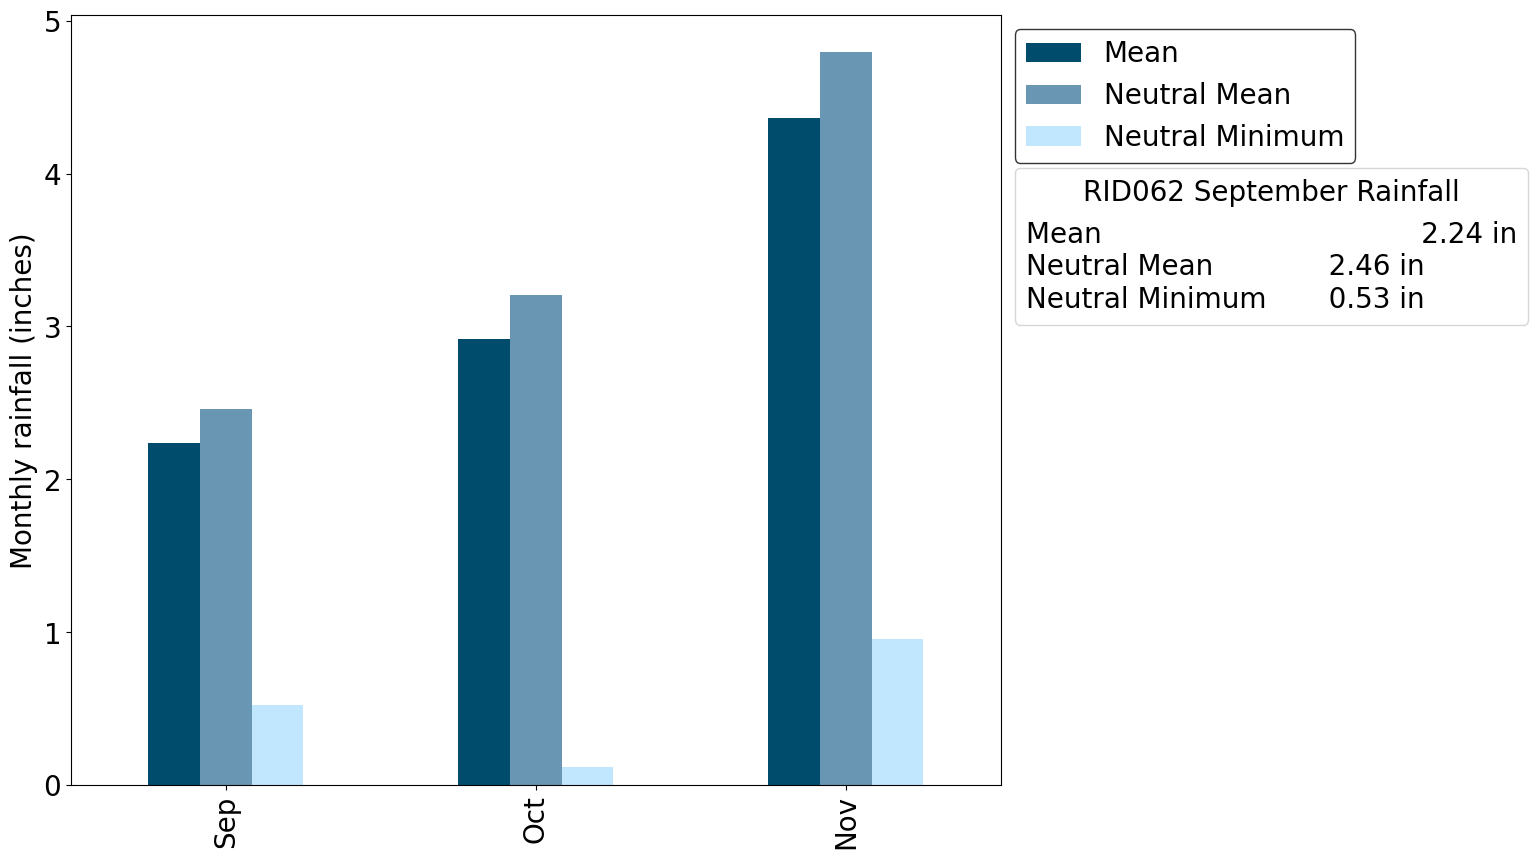 Monthly rainfall (inches)
5
4
3
2
1
0
Sep
Oct
Nov
Mean
Neutral Mean
Neutral Minimum
RID062 September Rainfall
Mean 2.24 in
Neutral Mean 2.46 in
Neutral Minimum 0.53 in